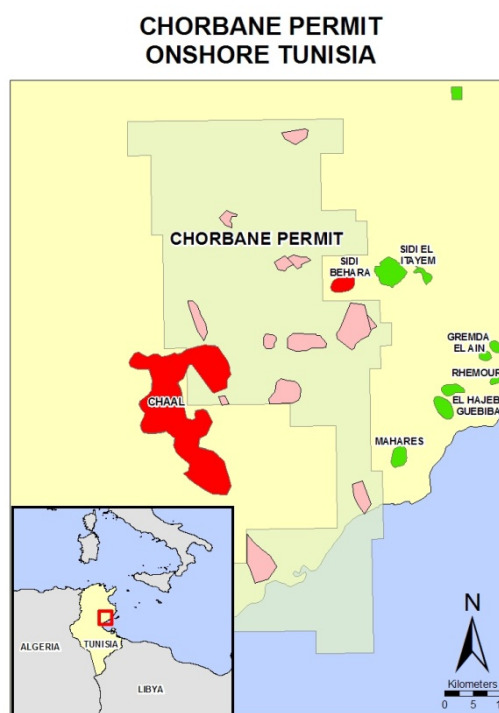 CHORBANE PERMIT
ONSHORE TUNISIA
CHORBANE PERMIT
SIDI
BEHARA
SIDI EL
ITAYEM
GREMDA
EL AIN
RHEMOUR
EL HAJEB
GUEBIBA
CHAAL
MAHARES
ALGERIA
TUNISIA
LIBYA
N
Kilometers
0 5 1